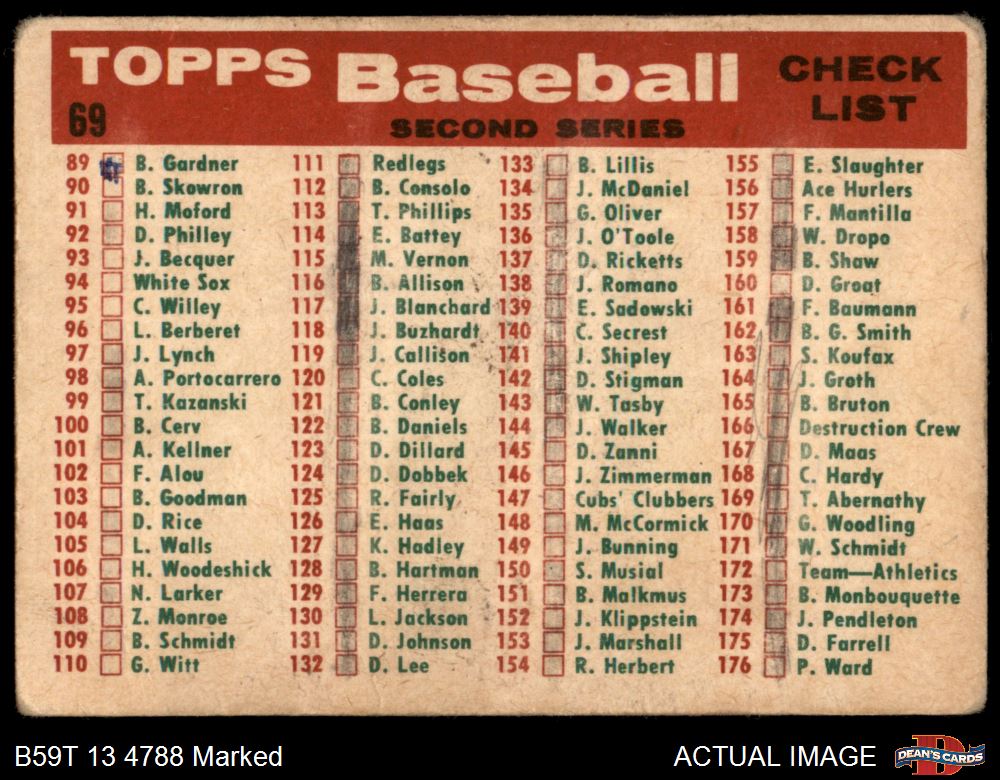 TOPPS Baseball CHECK LIST
69 SECOND SERIES
89 B. Gardner
90 B. Skowron
91 H. Moford
92 D. Philley
93 J. Becquer
94 White Sox
95 C. Willey
96 L. Berberet
97 J. Lynch
98 A. Portocarrero
99 T. Kazanski
100 B. Cerv
101 A. Kellner
102 F. Alou
103 B. Goodman
104 D. Rice
105 L. Walls
106 H. Woodeshick
107 N. Larker
108 Z. Monroe
109 B. Schmidt
110 G. Witt
111 Redlegs
112 B. Consolo
113 T. Phillips
114 E. Battey
115 M. Vernon
116 B. Allison
117 J. Blanchard
118 J. Buzhardt
119 J. Callison
120 C. Coles
121 B. Conley
122 B. Daniels
123 D. Dillard
124 D. Dobbek
125 R. Fairly
126 E. Haas
127 K. Hadley
128 B. Hartman
129 F. Herrera
130 L. Jackson
131 D. Johnson
132 D. Lee
133 B. Lillis
134 J. McDaniel
135 G. Oliver
136 J. O'Toole
137 D. Ricketts
138 J. Romano
139 E. Sadowski
140 C. Secrest
141 J. Shipley
142 D. Stigman
143 W. Tasby
144 J. Walker
145 D. Zanni
146 J. Zimmerman
147 Cubs' Clubbers
148 M. McCormick
149 J. Bunning
150 S. Musial
151 B. Malkmus
152 J. Klippstein
153 J. Marshall
154 R. Herbert
155 E. Slaughter
156 Ace Hurlers
157 F. Mantilla
158 W. Dropo
159 B. Shaw
160 D. Groat
161 F. Baumann
162 B. G. Smith
163 S. Koufax
164 J. Groth
165 B. Bruton
166 Destruction Crew
167 D. Maas
168 C. Hardy
169 T. Abernathy
170 G. Woodling
171 W. Schmidt
172 Team—Athletics
173 B. Monbouquette
174 J. Pendleton
175 D. Farrell
176 P. Ward
B59T 13 4788 Marked ACTUAL IMAGE DEAN'S CARDS